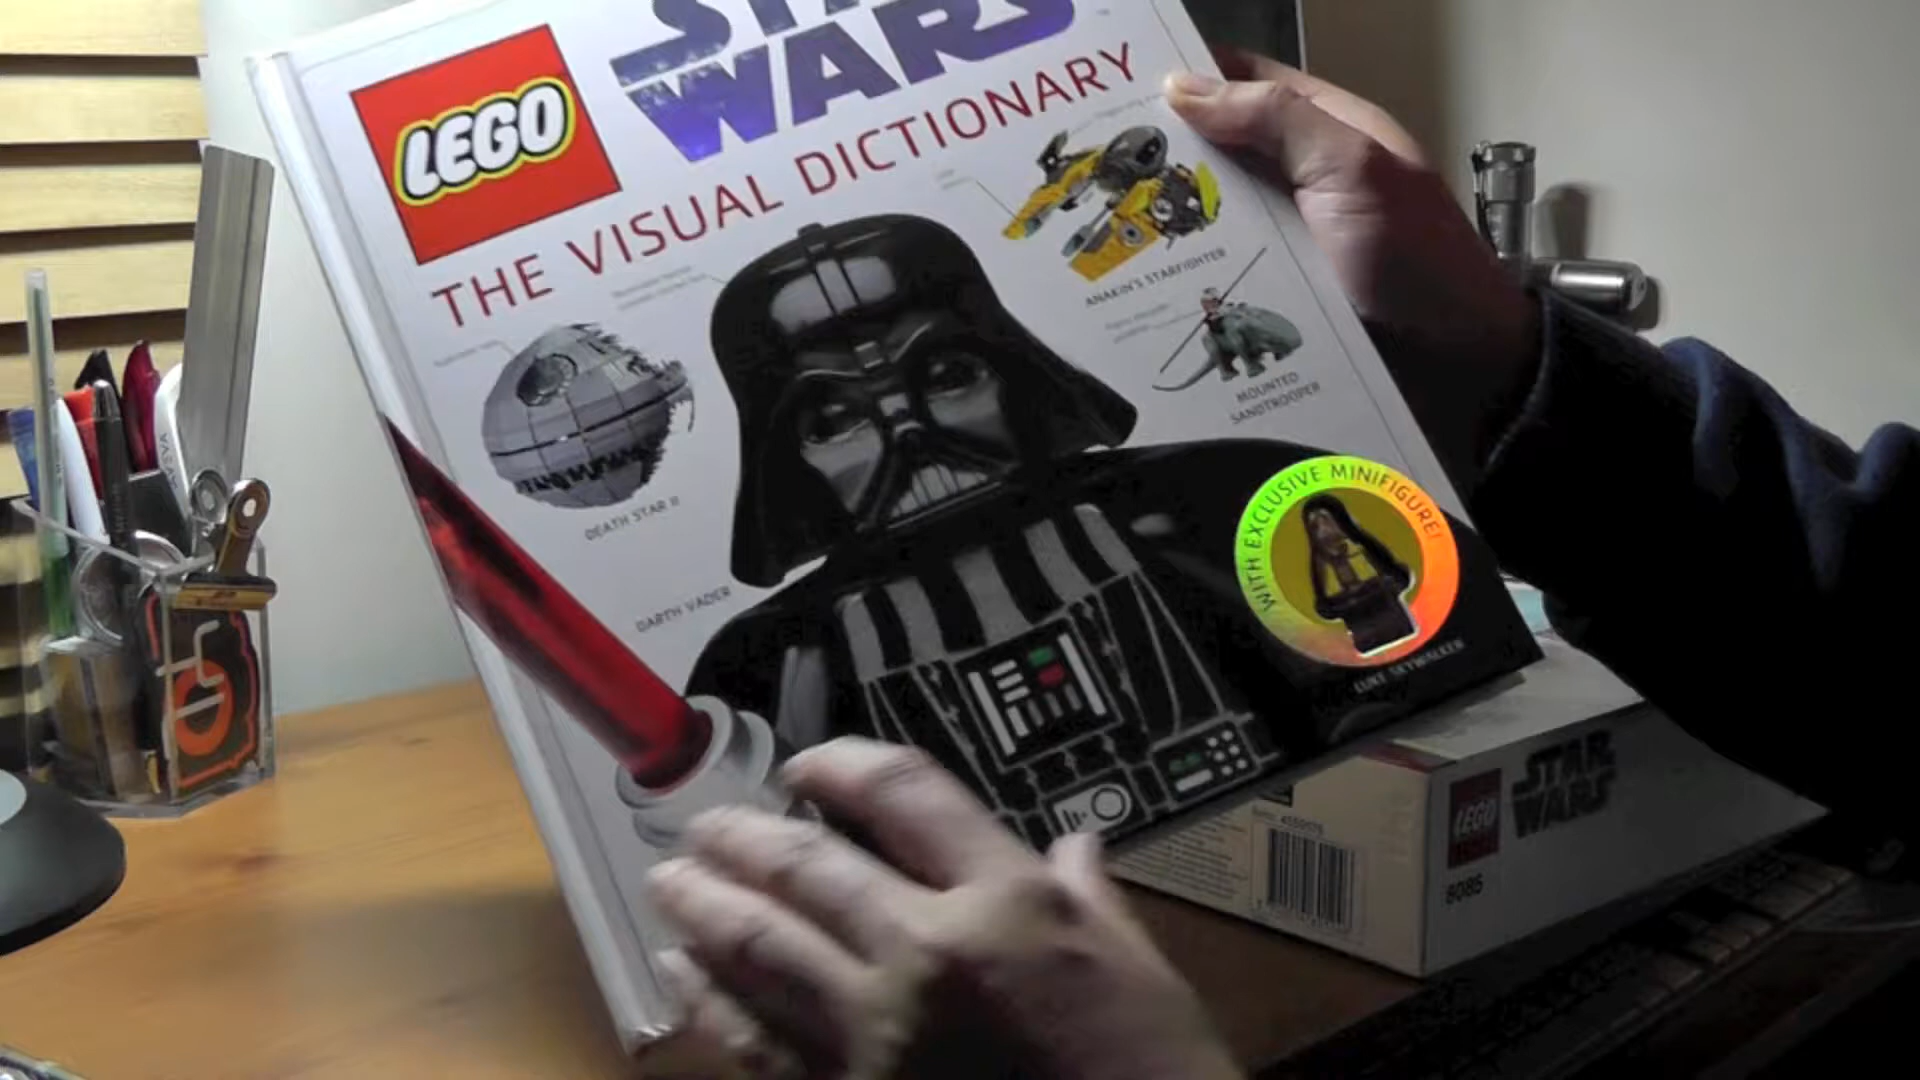 STAR
WARS
LEGO
THE VISUAL DICTIONARY
ANAKIN'S STARFIGHTER
MOUNTED
SANDTROOPER
DEATH STAR II
DARTH VADER
WITH EXCLUSIVE MINIFIGURE!
LUKE SKYWALKER
LEGO
STAR
WARS
8085